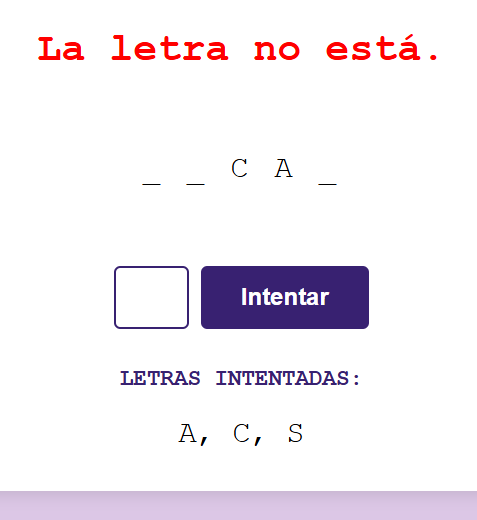 La letra no está.
_ _ C A _
Intentar
LETRAS INTENTADAS:
A, C, S